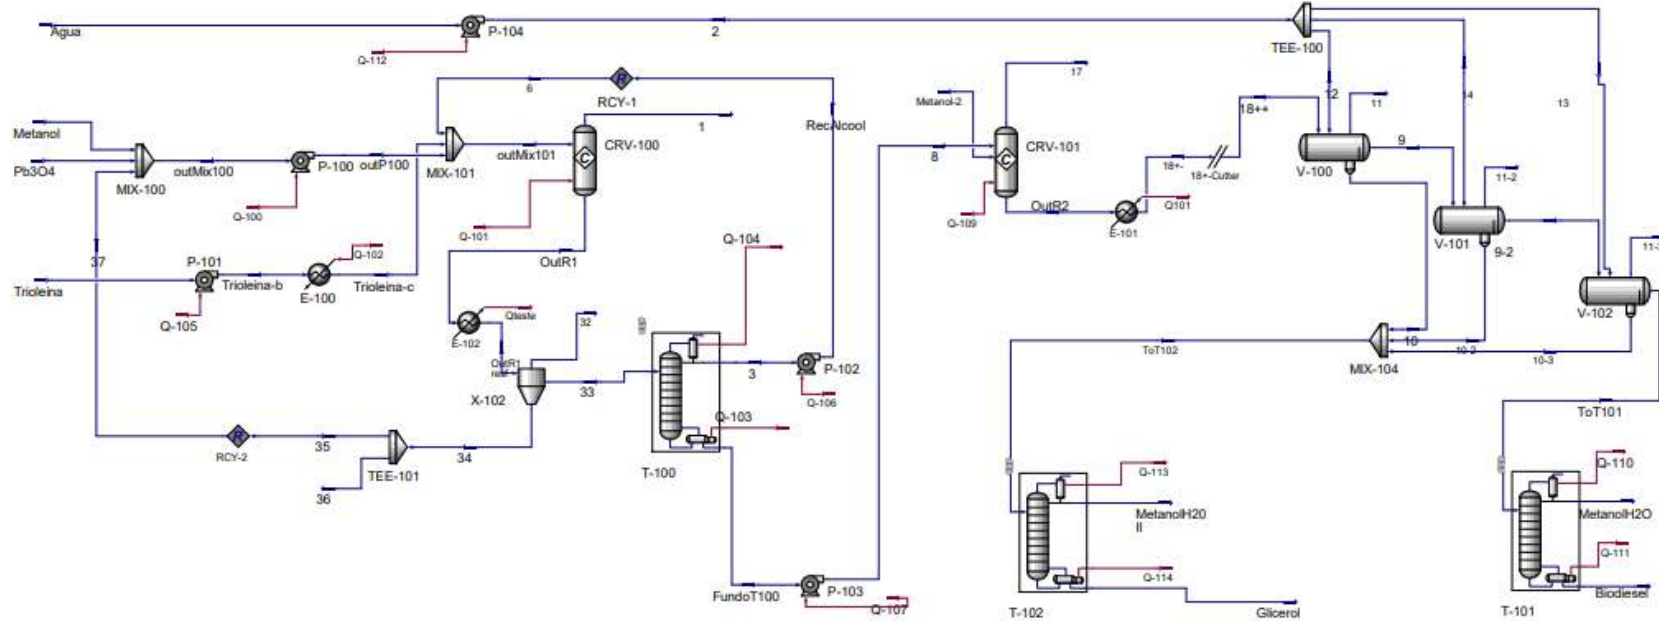 Agua
P-104
Q-112
2
TEE-100
6
RCY-1
17
Metanol-2
CRV-101
18++
12
11
14
13
Metanol
Pb3O4
MIX-100
outMix100
P-100
outP100
Q-100
MIX-101
outMix101
1
CRV-100
RecAlcool
8
OutR2
Q-109
18+-
18+-Cutter
Q101
E-101
V-100
9
11-2
V-101
9-2
37
Trioleina
P-101
Trioleina-b
Q-105
E-100
Q-102
Trioleina-c
Q-101
OutR1
Q-104
V-102
E-102
Qteste
32
OutR1
X-102
33
3
P-102
Q-106
Q-103
T-100
ToT102
10
10-2
10-3
MIX-104
ToT101
RCY-2
35
TEE-101
34
36
Q-113
MetanolH20
II
Q-114
T-102
Glicerol
Q-110
MetanolH2O
Q-111
Biodiesel
T-101
FundoT100
P-103
Q-107